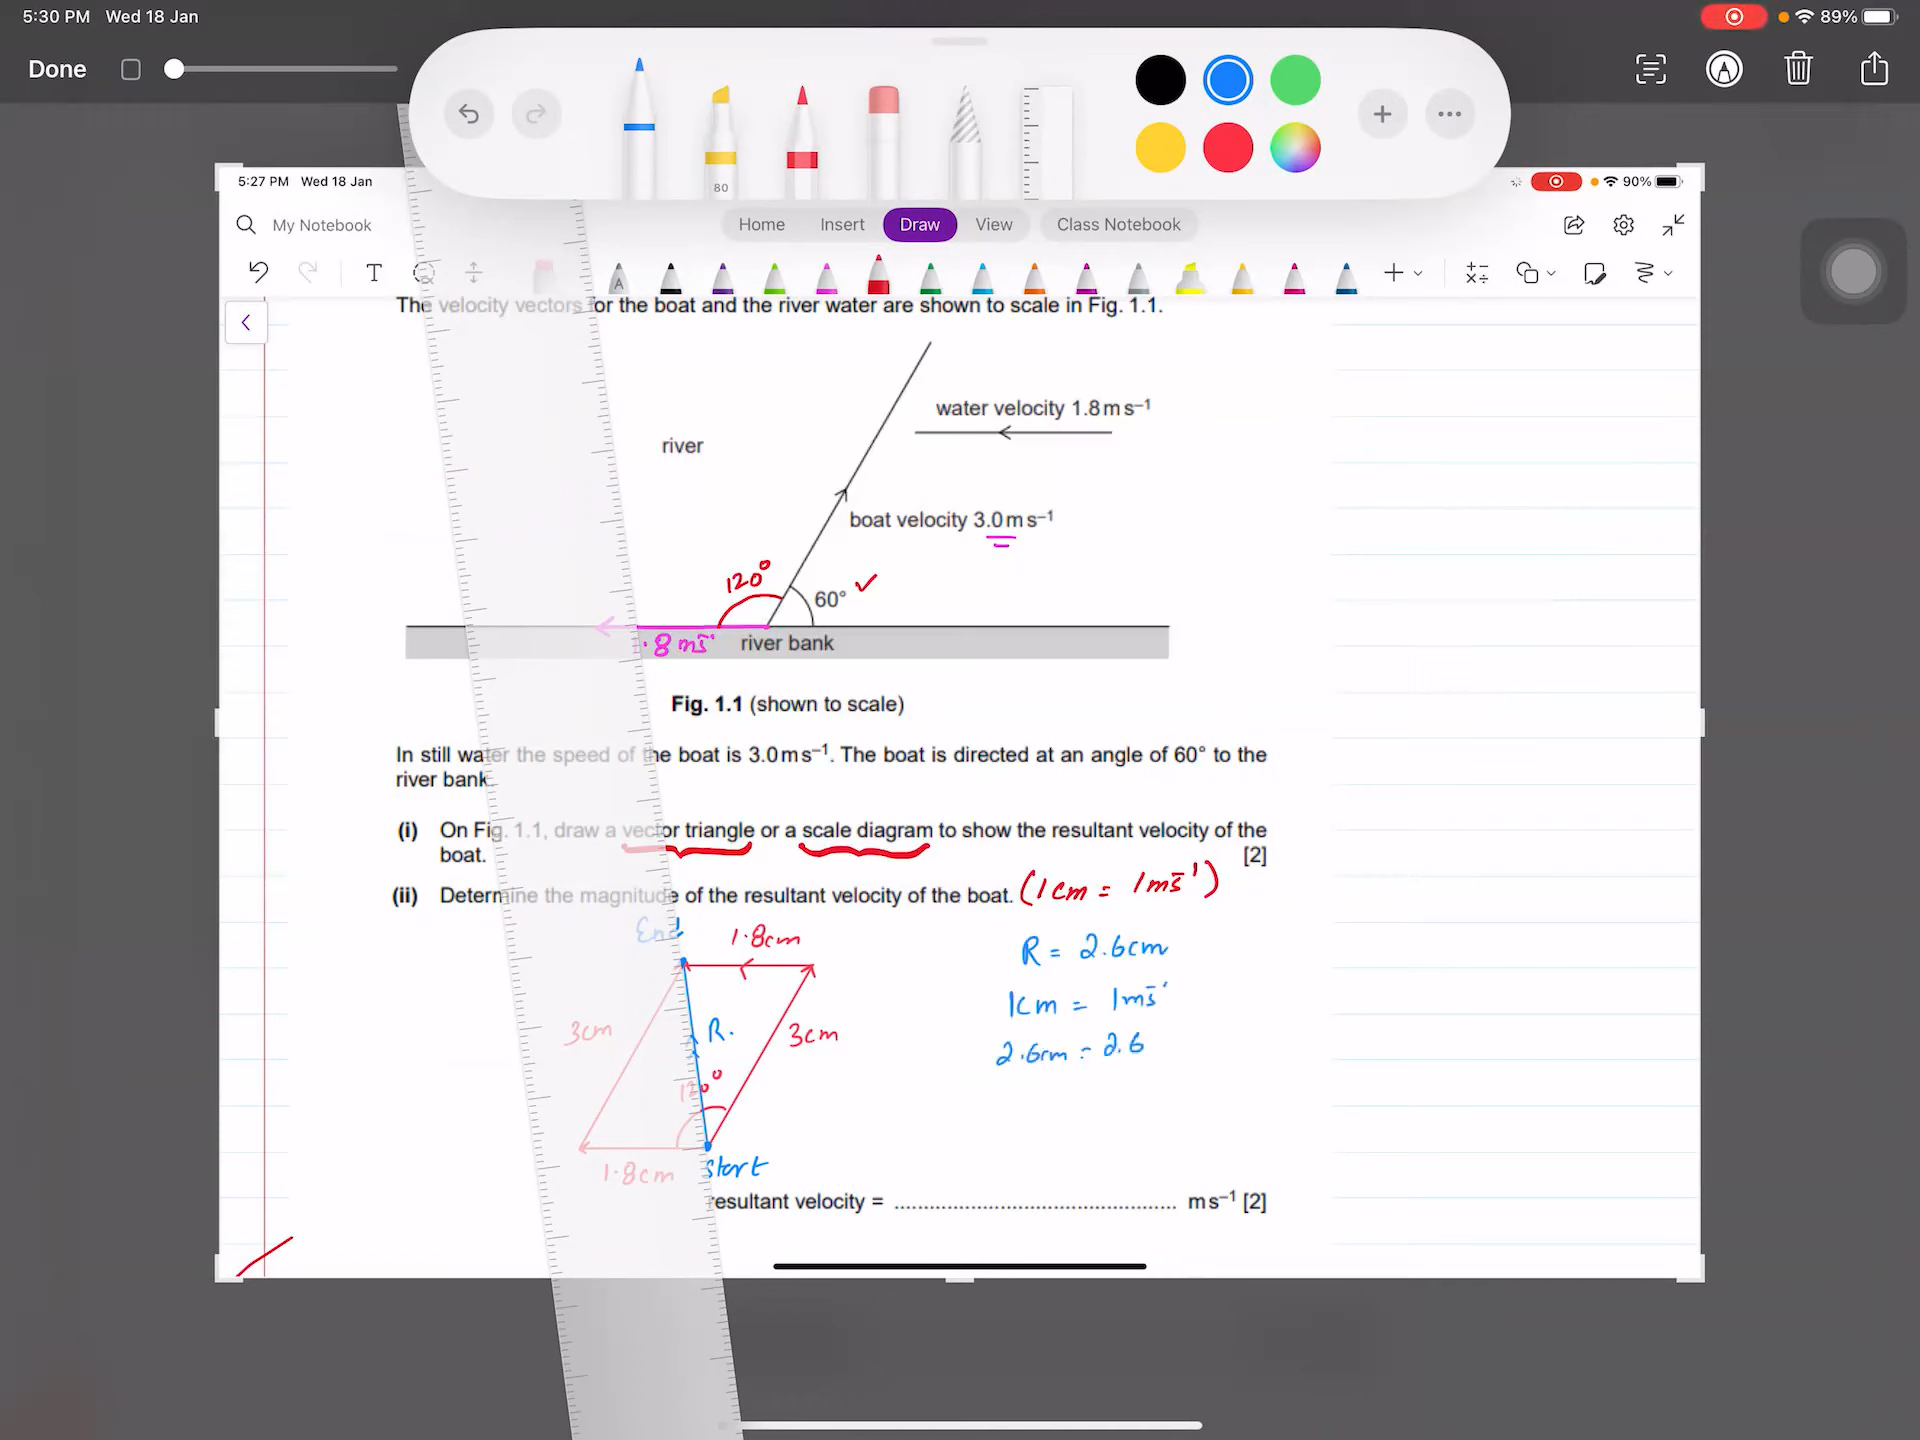 5:30 PM Wed 18 Jan
89%
Done
80
5:27 PM Wed 18 Jan
90%
My Notebook
Home Insert Draw View Class Notebook
T
A
The velocity vectors for the boat and the river water are shown to scale in Fig. 1.1.
water velocity 1.8 m s⁻¹
river
boat velocity 3.0 m s⁻¹
120°
60° ✓
.8 ms⁻¹
river bank
Fig. 1.1 (shown to scale)
In still water the speed of the boat is 3.0 m s⁻¹. The boat is directed at an angle of 60° to the
river bank.
(i) On Fig. 1.1, draw a vector triangle or a scale diagram to show the resultant velocity of the
boat. [2]
(ii) Determine the magnitude of the resultant velocity of the boat. (1cm = 1ms⁻¹)
End
1.8cm
R = 2.6cm
1cm = 1ms⁻¹
3cm
R.
3cm
2.6cm = 2.6
120°
1.8cm
Start
resultant velocity = ................................................ m s⁻¹ [2]